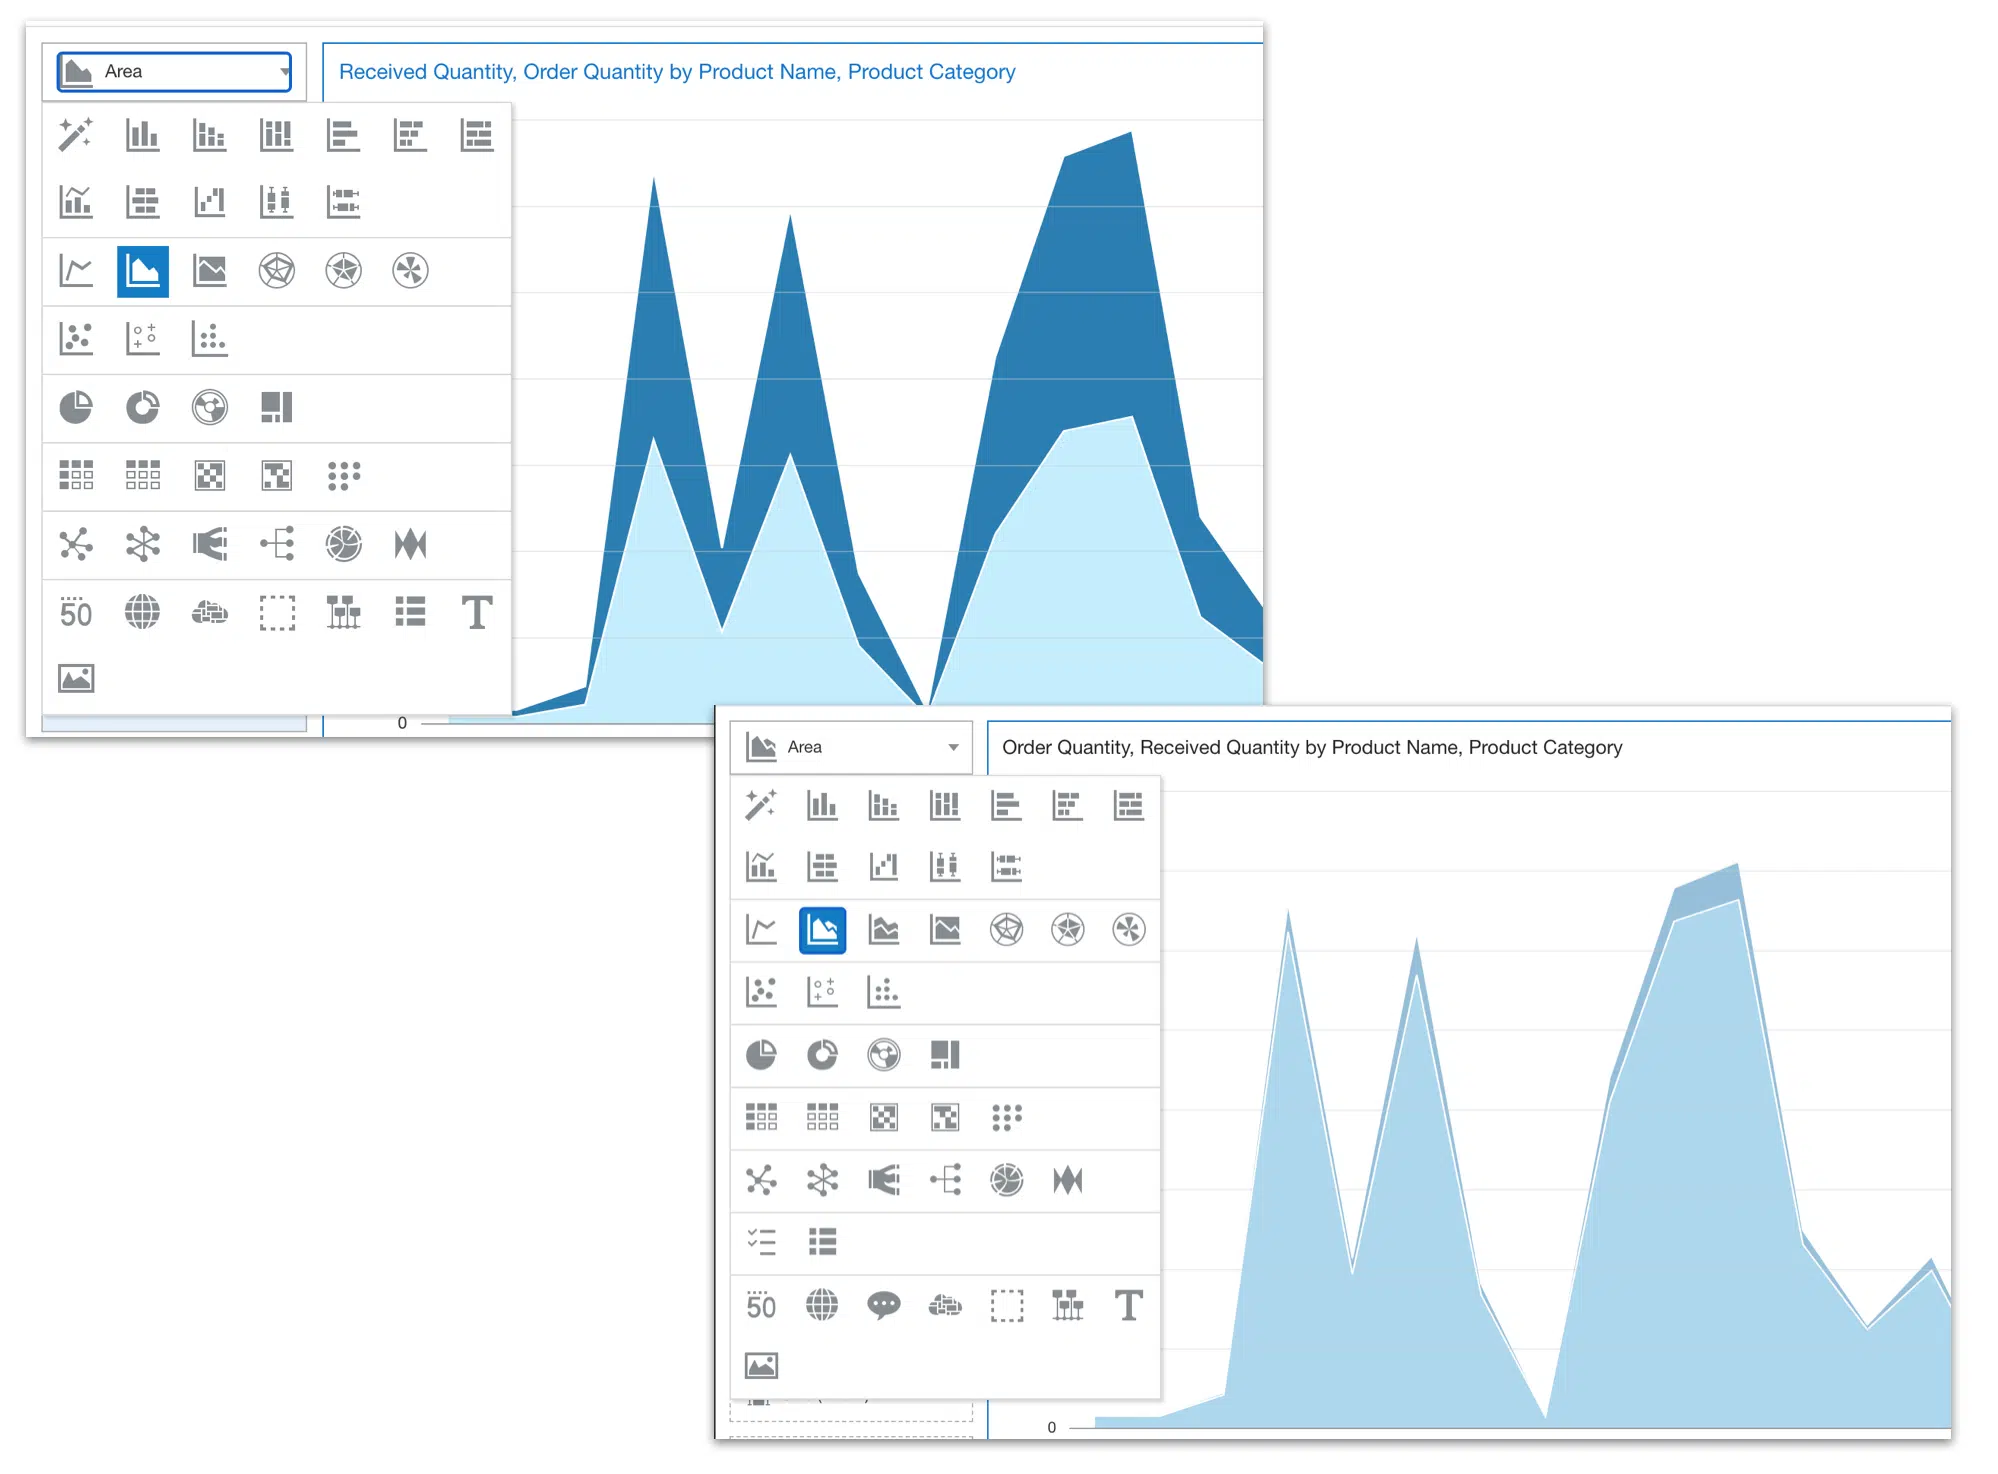 Area
Received Quantity, Order Quantity by Product Name, Product Category
50
T
0
Area
Order Quantity, Received Quantity by Product Name, Product Category
50
T
0